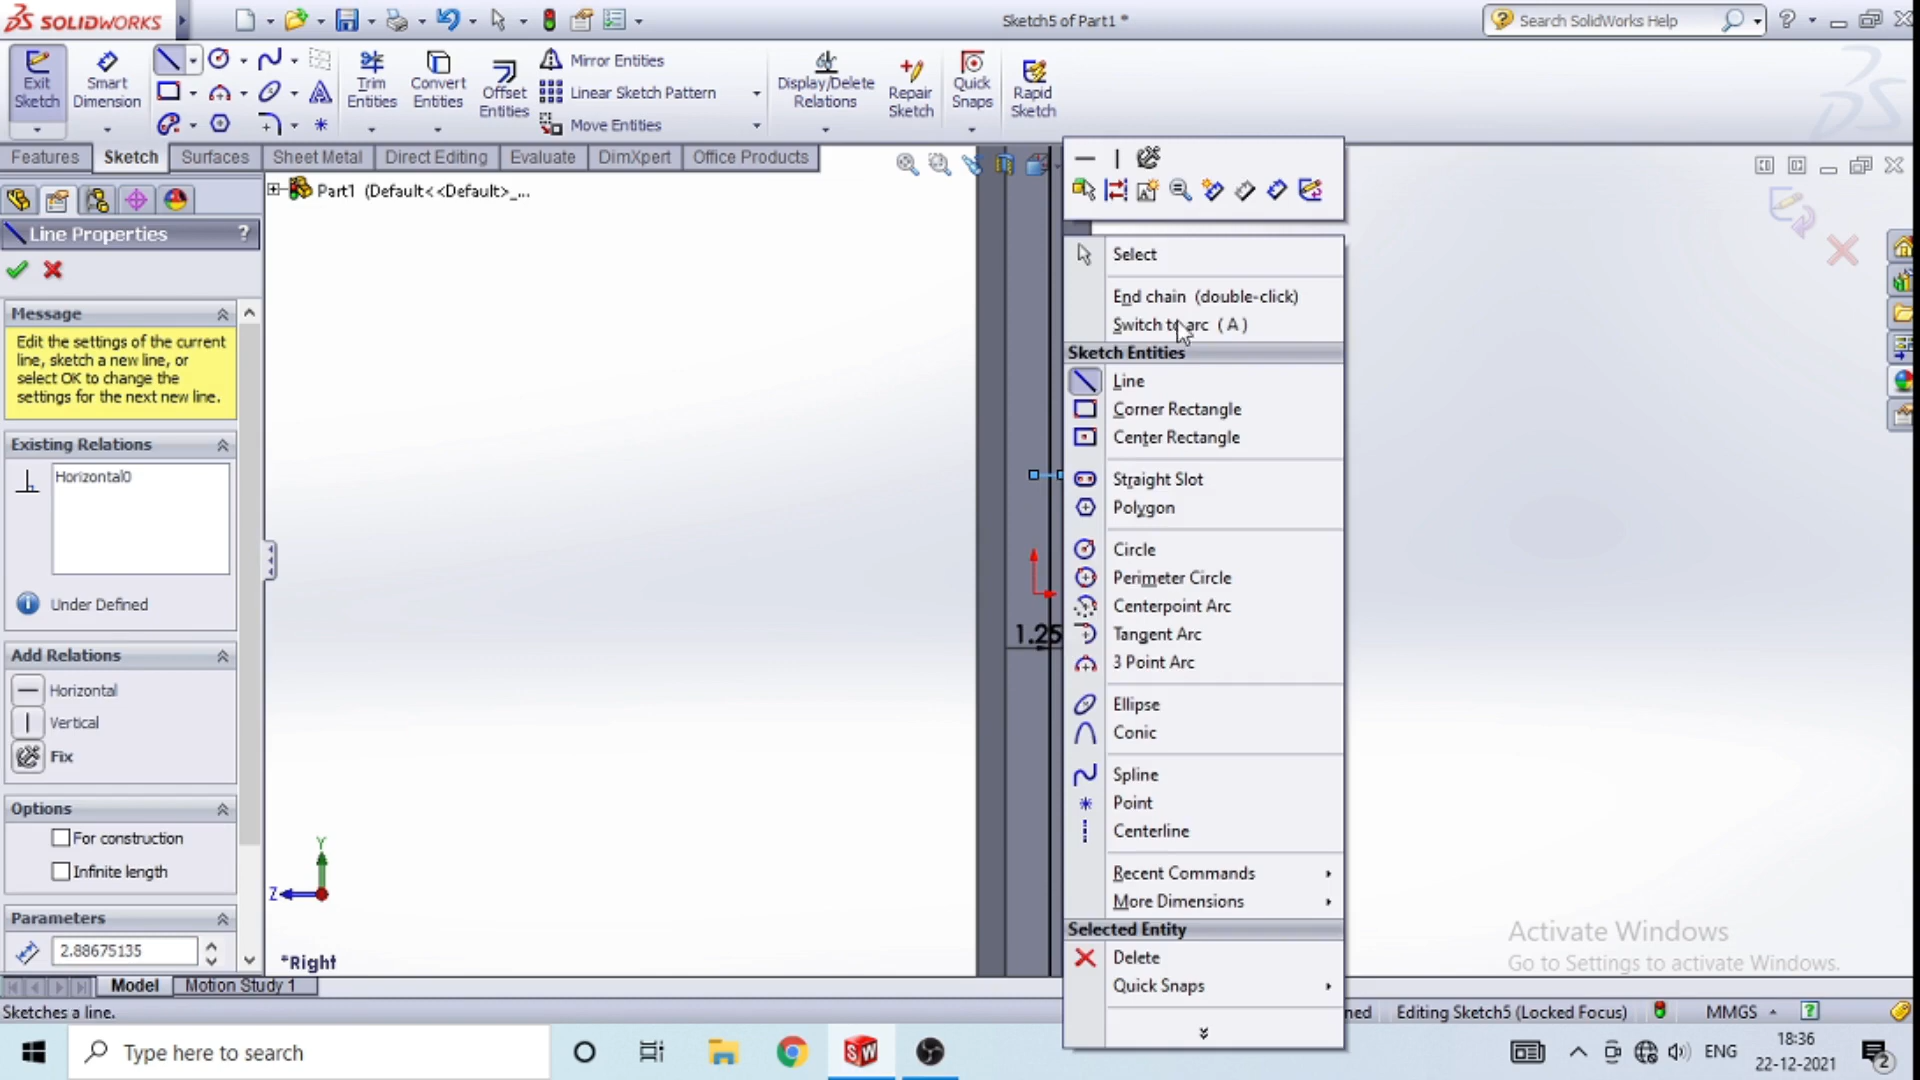 SOLIDWORKS
Sketch5 of Part1 *
Search SolidWorks Help
Exit Sketch
Smart Dimension
Trim Entities
Convert Entities
Offset Entities
Mirror Entities
Linear Sketch Pattern
Move Entities
Display/Delete Relations
Repair Sketch
Quick Snaps
Rapid Sketch
Features
Sketch
Surfaces
Sheet Metal
Direct Editing
Evaluate
DimXpert
Office Products
Part1 (Default<<Default>_...
Line Properties
?
Message
Edit the settings of the current
line, sketch a new line, or
select OK to change the
settings for the next new line.
Existing Relations
Horizontal0
Under Defined
Add Relations
Horizontal
Vertical
Fix
Options
For construction
Infinite length
Parameters
2.88675135
Y
Z
*Right
1.25
Select
End chain (double-click)
Switch to arc (A)
Sketch Entities
Line
Corner Rectangle
Center Rectangle
Straight Slot
Polygon
Circle
Perimeter Circle
Centerpoint Arc
Tangent Arc
3 Point Arc
Ellipse
Conic
Spline
Point
Centerline
Recent Commands
More Dimensions
Selected Entity
Delete
Quick Snaps
Activate Windows
Go to Settings to activate Windows.
Model
Motion Study 1
Sketches a line.
ned
Editing Sketch5 (Locked Focus)
MMGS
?
Type here to search
SW
ENG
18:36
22-12-2021
2